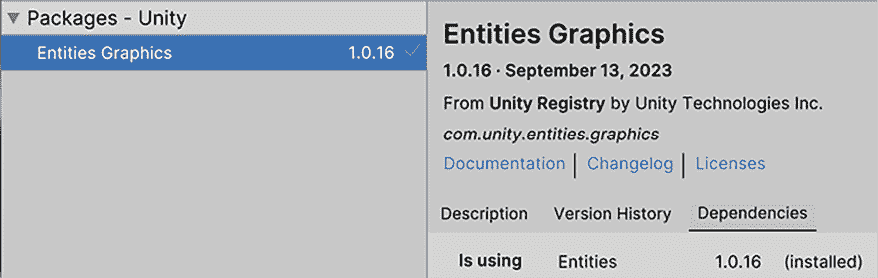 Packages - Unity
Entities Graphics 1.0.16
Entities Graphics
1.0.16 · September 13, 2023
From Unity Registry by Unity Technologies Inc.
com.unity.entities.graphics
Documentation | Changelog | Licenses
Description Version History Dependencies
Is using Entities 1.0.16 (installed)